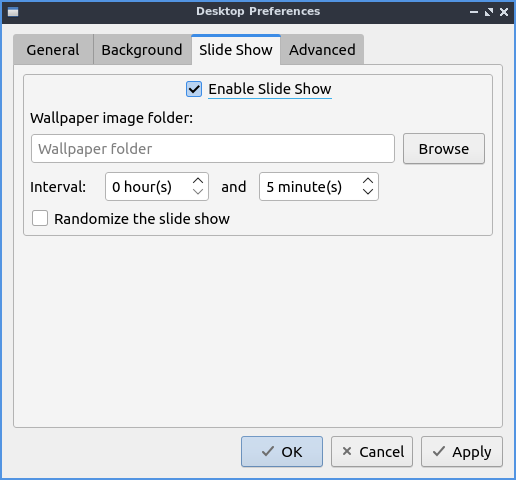 Desktop Preferences
General Background Slide Show Advanced
Enable Slide Show
Wallpaper image folder:
Wallpaper folder Browse
Interval: 0 hour(s) and 5 minute(s)
Randomize the slide show
OK Cancel Apply